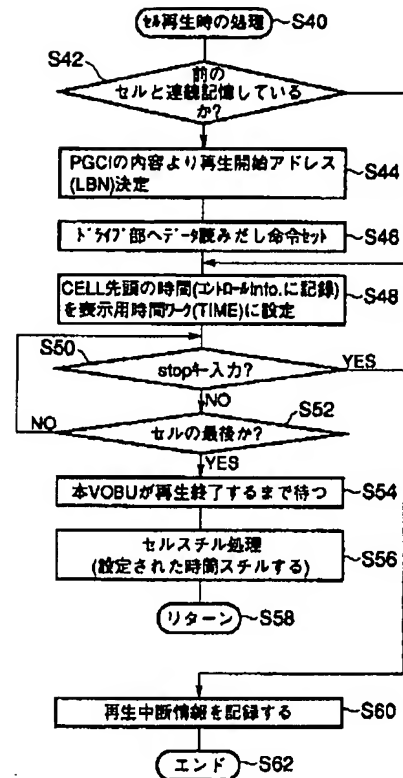 セル再生時の処理
S40
S42
前の
セルと連続記憶している
か?
PGCIの内容より再生開始アドレス
(LBN)決定
S44
ドライブ部へデータ読みだし命令セット
S46
CELL先頭の時間(コントロールInfo.に記録)
を表示用時間ワーク(TIME)に設定
S48
S50
stopキー入力?
YES
NO
S52
NO
セルの最後か?
YES
本VOBUが再生終了するまで待つ
S54
セルスチル処理
(設定された時間スチルする)
S56
リターン
S58
再生中断情報を記録する
S60
エンド
S62